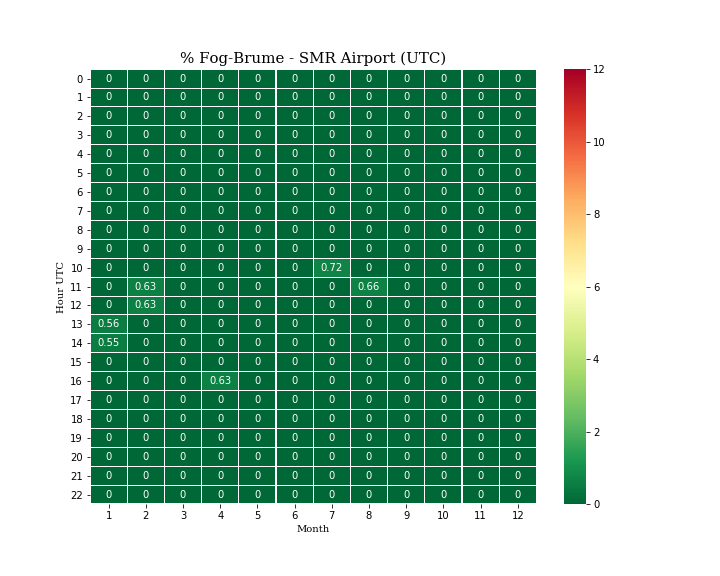 % Fog-Brume - SMR Airport (UTC)
0 0 0 0 0 0 0 0 0 0 0 0 0
1 0 0 0 0 0 0 0 0 0 0 0 0
2 0 0 0 0 0 0 0 0 0 0 0 0
3 0 0 0 0 0 0 0 0 0 0 0 0
4 0 0 0 0 0 0 0 0 0 0 0 0
5 0 0 0 0 0 0 0 0 0 0 0 0
6 0 0 0 0 0 0 0 0 0 0 0 0
7 0 0 0 0 0 0 0 0 0 0 0 0
8 0 0 0 0 0 0 0 0 0 0 0 0
9 0 0 0 0 0 0 0 0 0 0 0 0
10 0 0 0 0 0 0 0.72 0 0 0 0 0
11 0 0.63 0 0 0 0 0 0.66 0 0 0 0
12 0 0.63 0 0 0 0 0 0 0 0 0 0
13 0.56 0 0 0 0 0 0 0 0 0 0 0
14 0.55 0 0 0 0 0 0 0 0 0 0 0
15 0 0 0 0 0 0 0 0 0 0 0 0
16 0 0 0 0.63 0 0 0 0 0 0 0 0
17 0 0 0 0 0 0 0 0 0 0 0 0
18 0 0 0 0 0 0 0 0 0 0 0 0
19 0 0 0 0 0 0 0 0 0 0 0 0
20 0 0 0 0 0 0 0 0 0 0 0 0
21 0 0 0 0 0 0 0 0 0 0 0 0
22 0 0 0 0 0 0 0 0 0 0 0 0
1 2 3 4 5 6 7 8 9 10 11 12
Month
Hour UTC
12
10
8
6
4
2
0